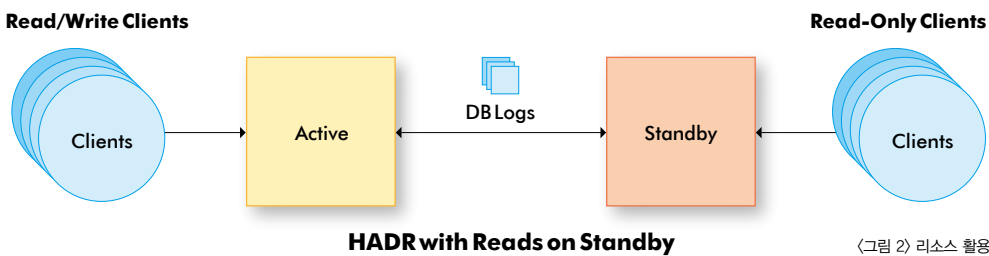 Read/Write Clients
Read-Only Clients
Clients
Active
DB Logs
Standby
Clients
HADR with Reads on Standby
〈그림 2〉 리소스 활용